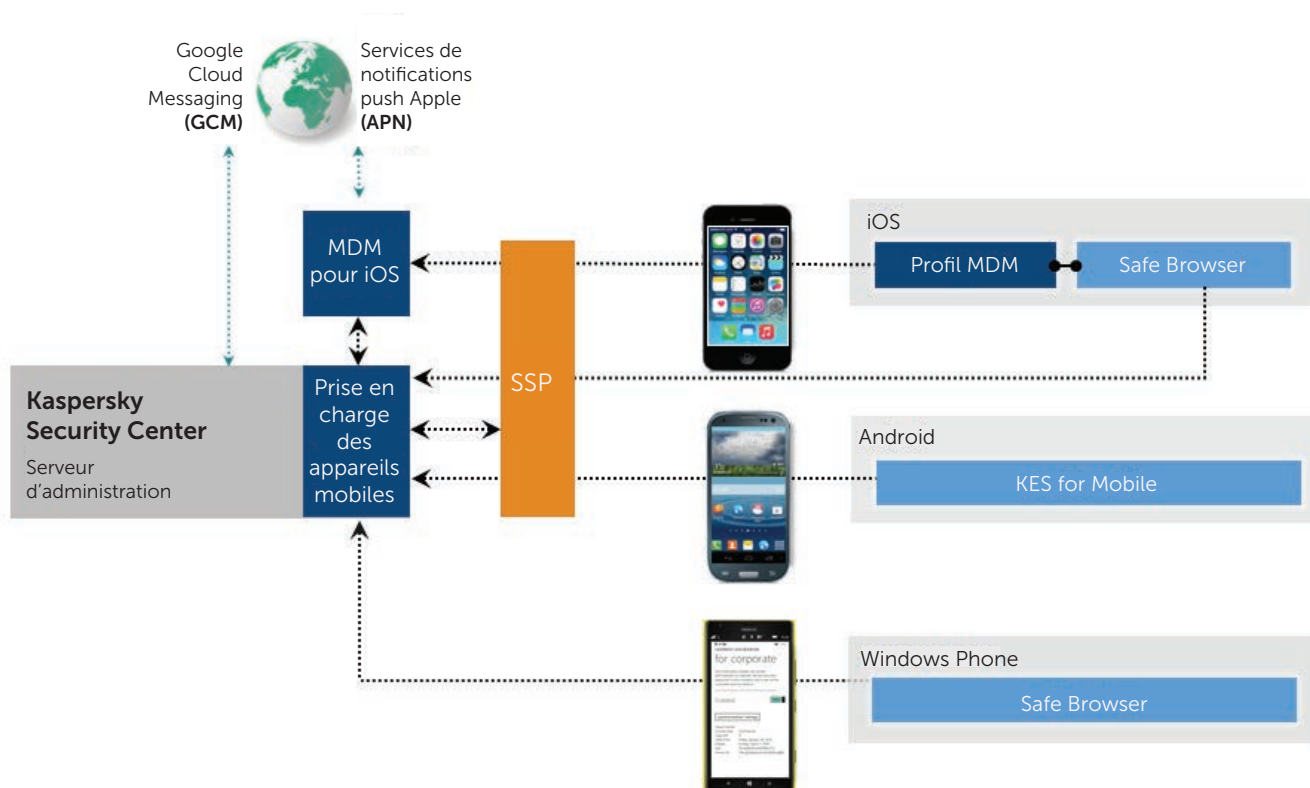 Google
Cloud
Messaging
(GCM)
Services de
notifications
push Apple
(APN)
MDM
pour iOS
SSP
iOS
Profil MDM
Safe Browser
Kaspersky
Security Center
Serveur
d'administration
Prise en
charge
des
appareils
mobiles
Android
KES for Mobile
for corporate
Windows Phone
Safe Browser